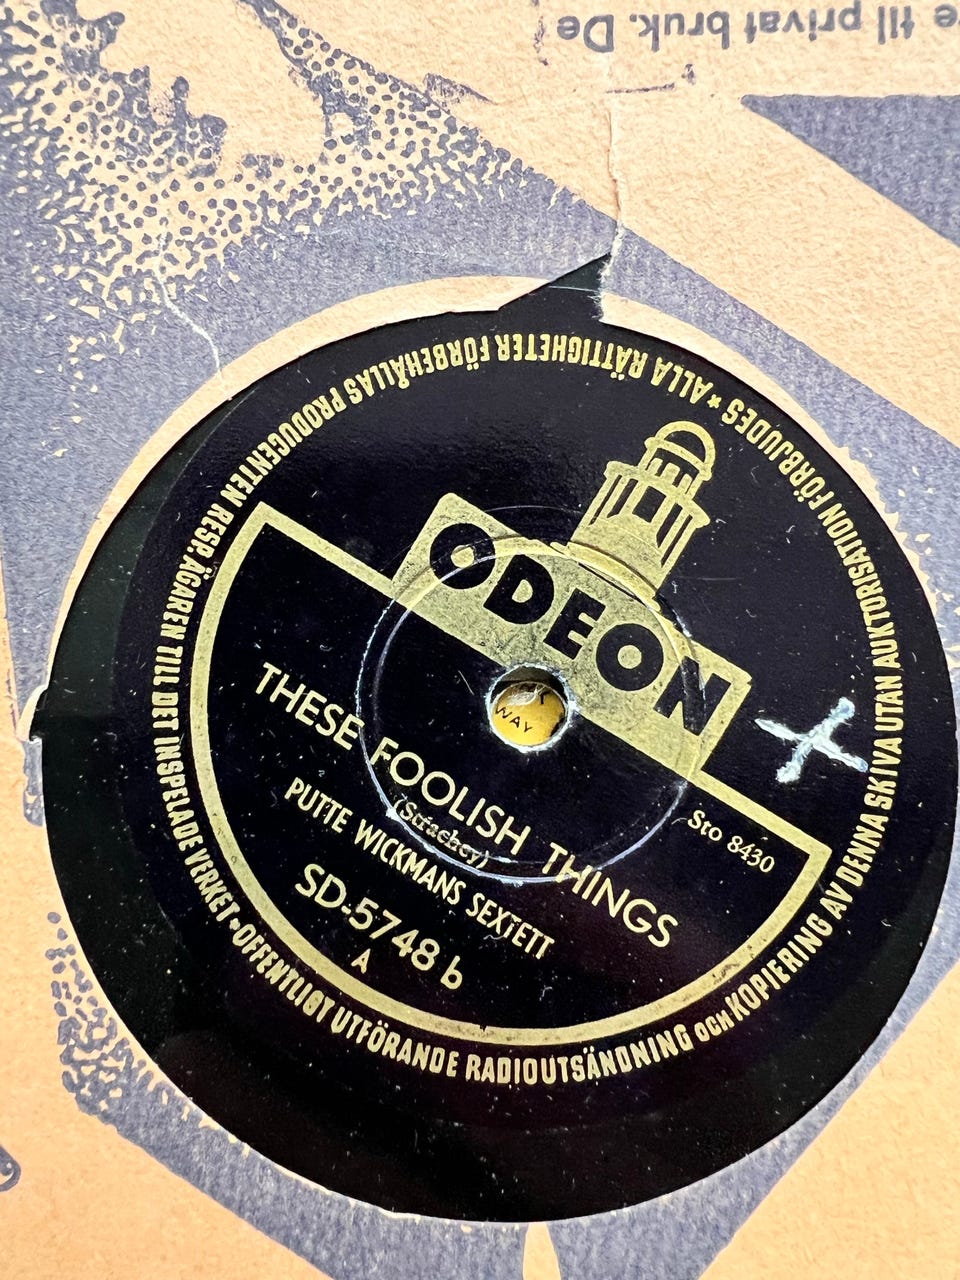 e til privat bruk. De
ALLA RÄTTIGHETER FÖRBEHÅLLAS PRODUCENTEN RESP. ÄGAREN TILL DET INSPELADE VERKET • OFFENTLIGT UTFÖRANDE RADIOUTSÄNDNING OCH KOPIERING AV DENNA SKIVA UTAN AUKTORISATION FÖRBJUDES *
ODEON
WAY
Sto 8430
THESE FOOLISH THINGS
(Strachey)
PUTTE WICKMANS SEXTETT
SD-5748 b
A